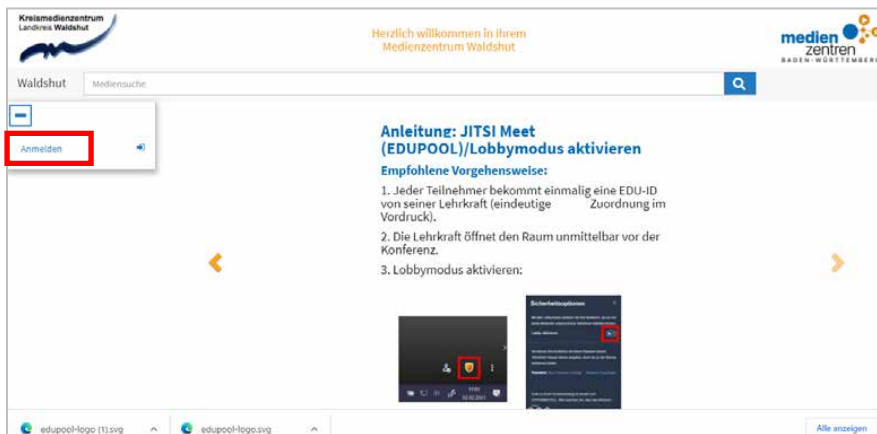 Kreismedienzentrum
Landkreis Waldshut
Herzlich willkommen in Ihrem
Medienzentrum Waldshut
medien
zentren
BADEN-WÜRTTEMBERG
Waldshut
Mediensuche
Anmelden
Anleitung: JITSI Meet
(EDUPOOL)/Lobbymodus aktivieren
Empfohlene Vorgehensweise:
1. Jeder Teilnehmer bekommt einmalig eine EDU-ID
von seiner Lehrkraft (eindeutige Zuordnung im
Vordruck).
2. Die Lehrkraft öffnet den Raum unmittelbar vor der
Konferenz.
3. Lobbymodus aktivieren:
Sicherheitsoptionen
02.02.2021
edupool-logo (1).svg
edupool-logo.svg
Alle anzeigen